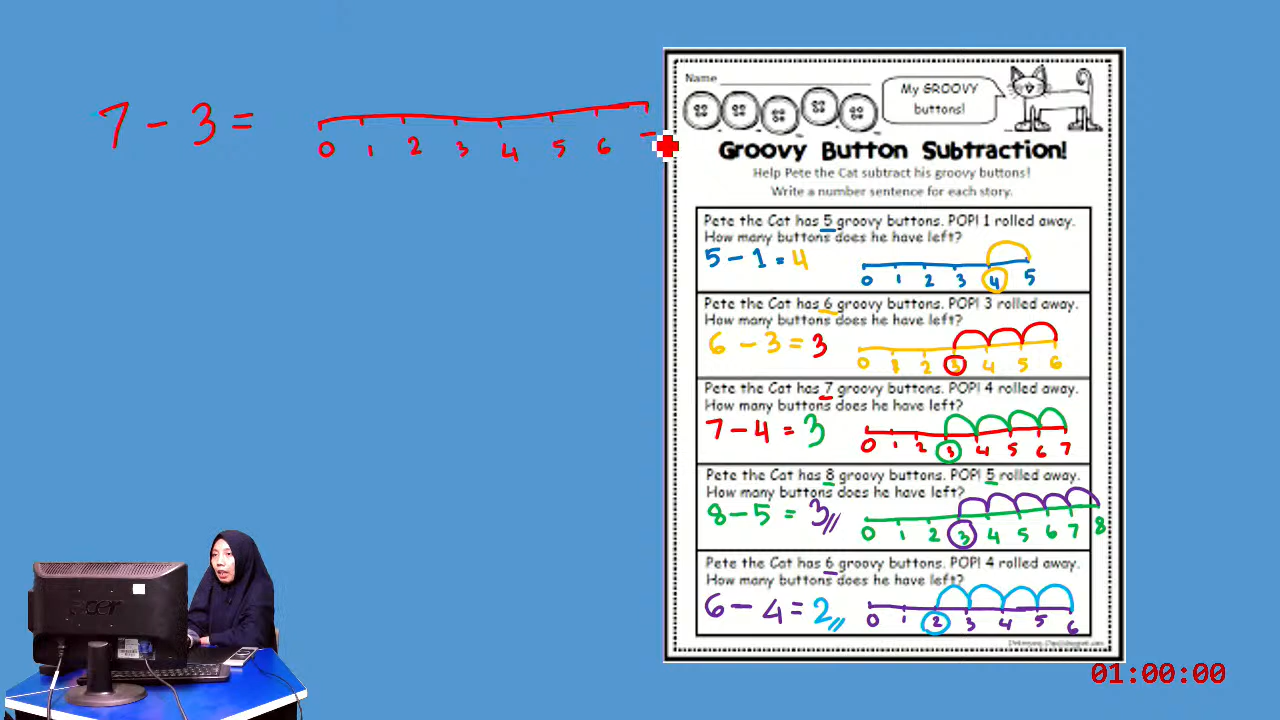 7 - 3 =
0 1 2 3 4 5 6
Name
My GROOVY
buttons!
Groovy Button Subtraction!
Help Pete the Cat subtract his groovy buttons!
Write a number sentence for each story.
Pete the Cat has 5 groovy buttons. POP! 1 rolled away.
How many buttons does he have left?
5 - 1 = 4
0 1 2 3 4 5
Pete the Cat has 6 groovy buttons. POP! 3 rolled away.
How many buttons does he have left?
6 - 3 = 3
0 1 2 3 4 5 6
Pete the Cat has 7 groovy buttons. POP! 4 rolled away.
How many buttons does he have left?
7 - 4 = 3
0 1 2 3 4 5 6 7
Pete the Cat has 8 groovy buttons. POP! 5 rolled away.
How many buttons does he have left?
8 - 5 = 3
0 1 2 3 4 5 6 7 8
Pete the Cat has 6 groovy buttons. POP! 4 rolled away.
How many buttons does he have left?
6 - 4 = 2
0 1 2 3 4 5 6
acer
01:00:00